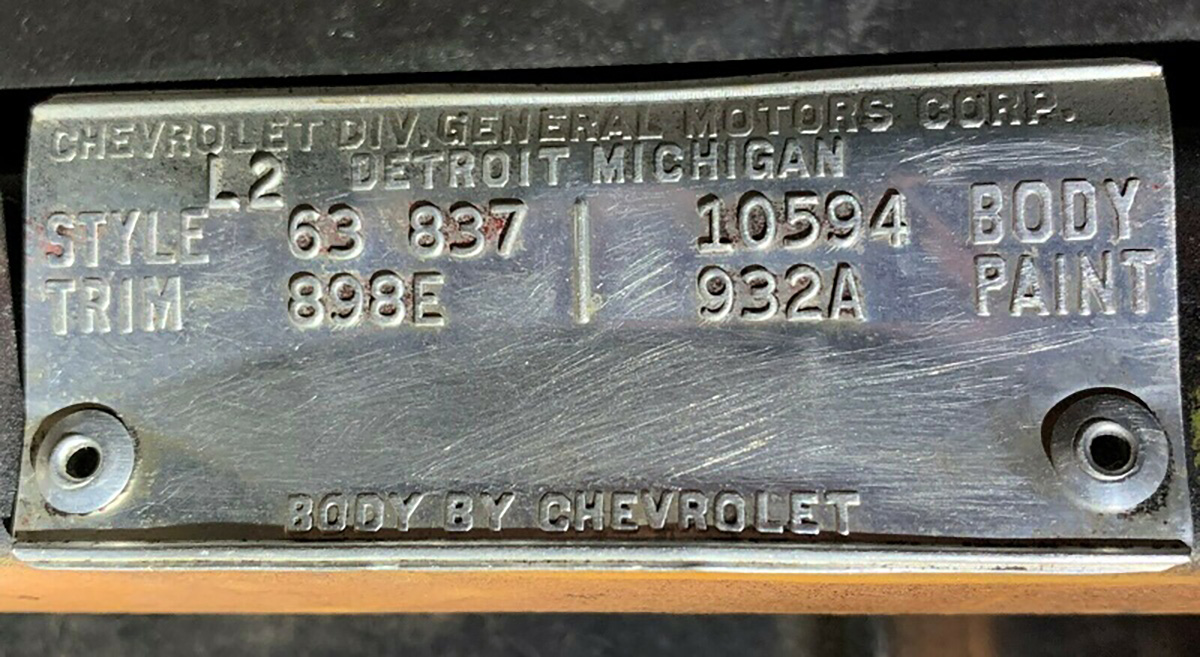 CHEVROLET DIV. GENERAL MOTORS CORP.
L2 DETROIT MICHIGAN
STYLE 63 837 10594 BODY
TRIM 898E 932A PAINT
BODY BY CHEVROLET